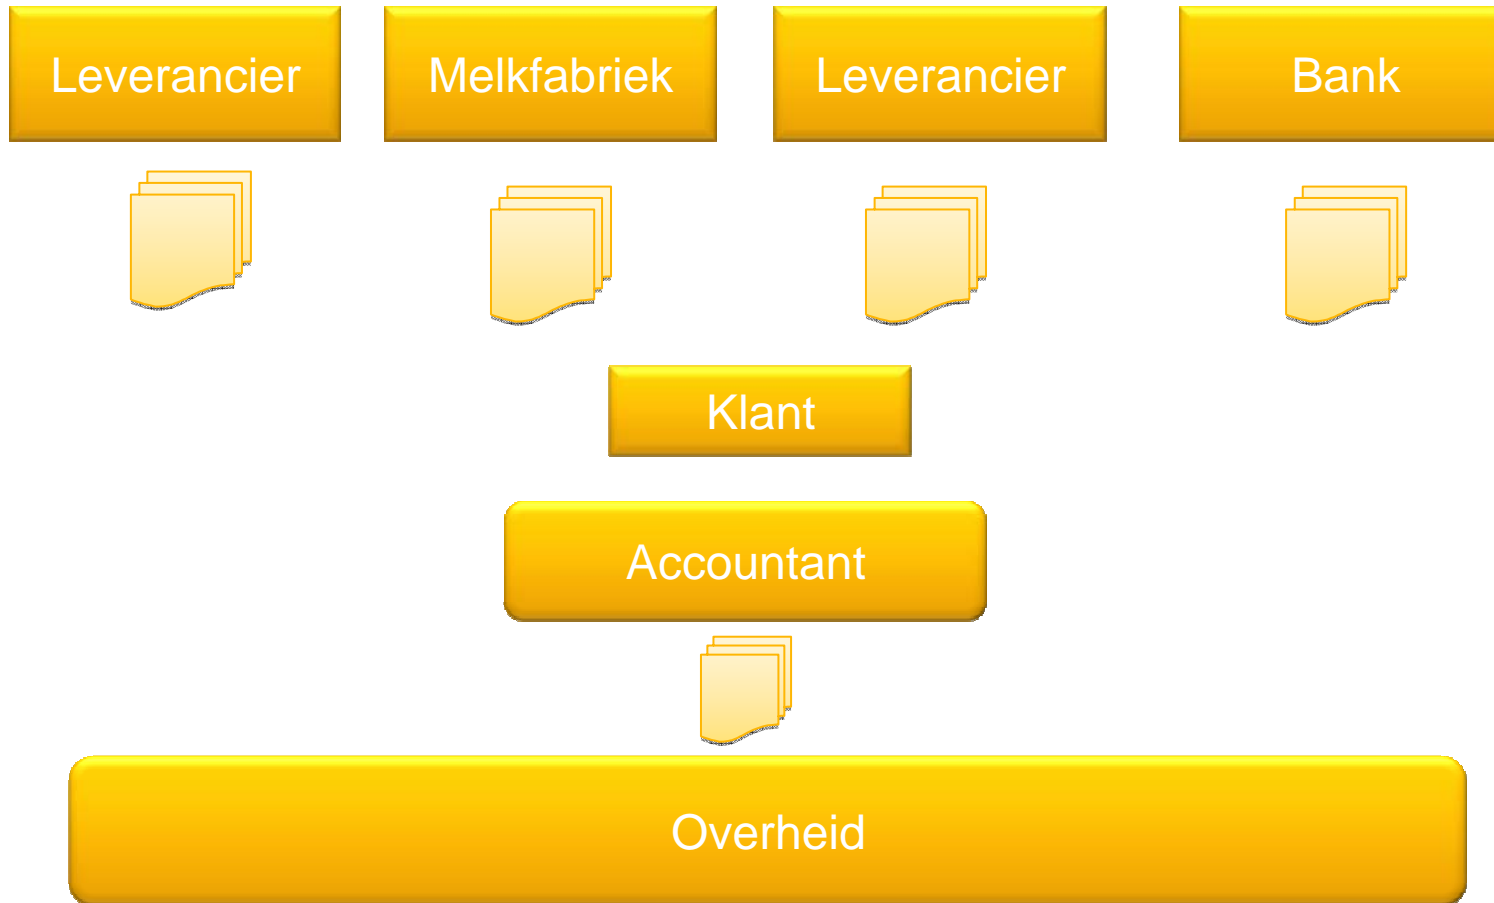 Leverancier
Melkfabriek
Leverancier
Bank
Klant
Accountant
Overheid